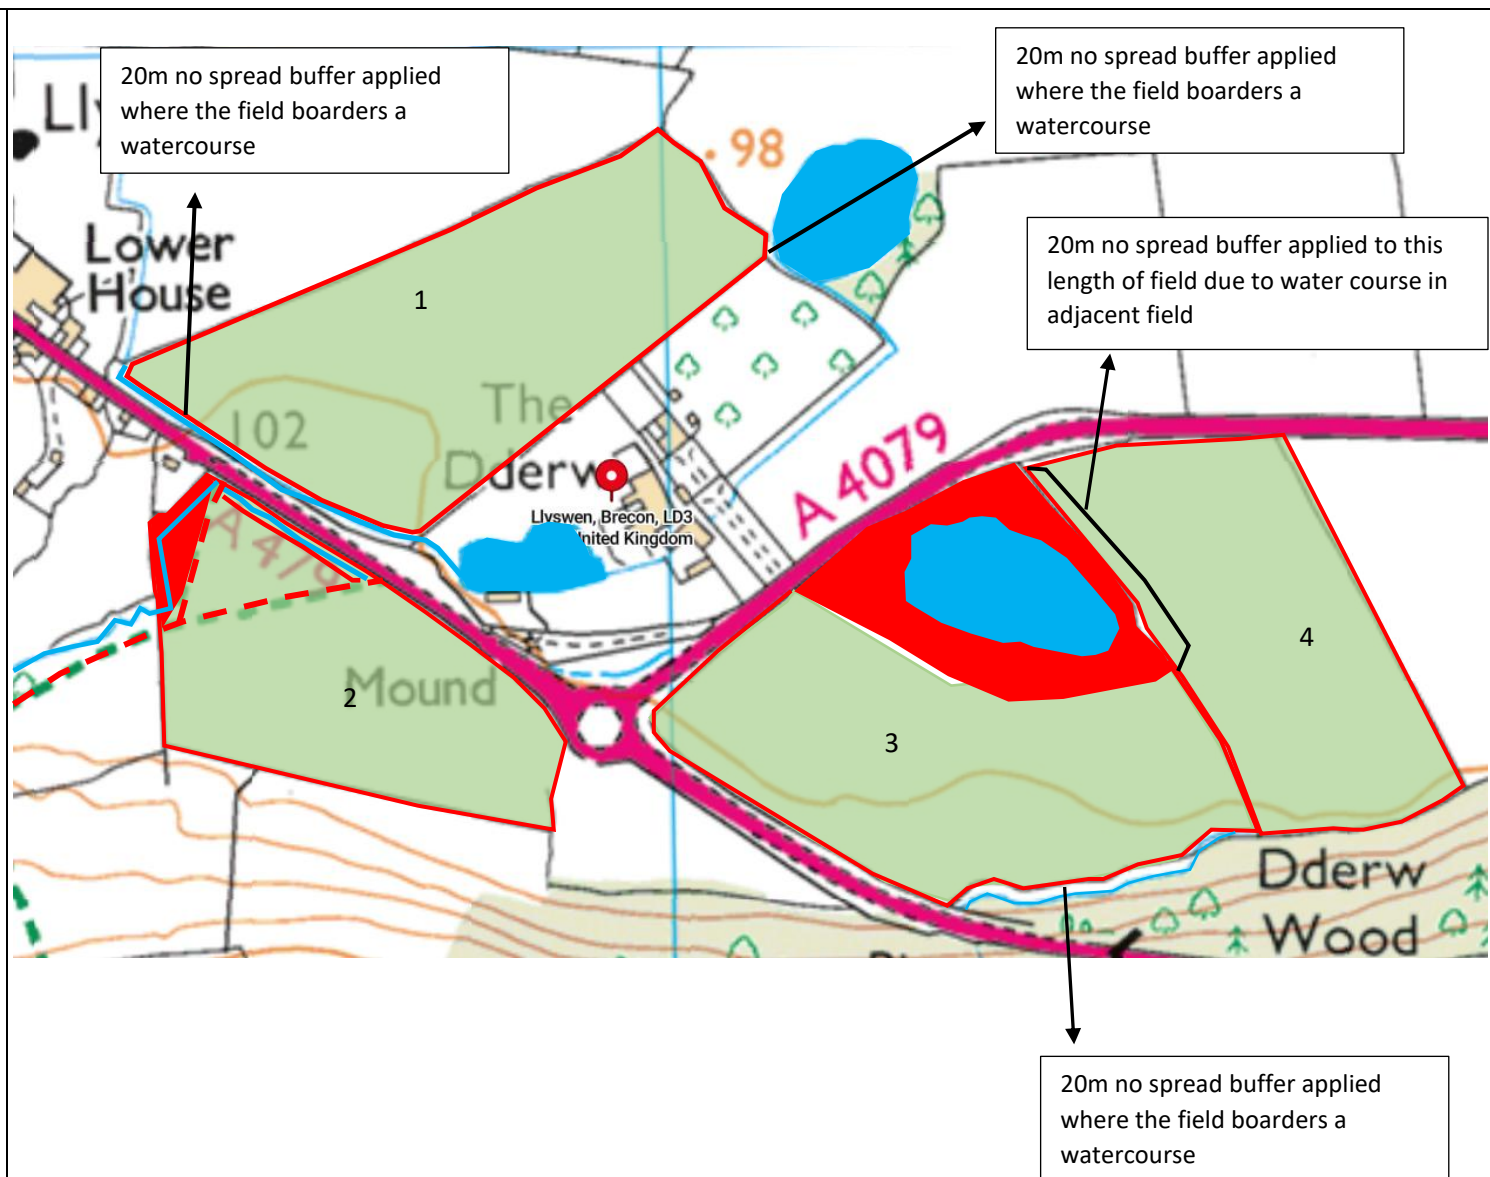 20m no spread buffer applied
where the field boarders a
watercourse
20m no spread buffer applied
where the field boarders a
watercourse
98
20m no spread buffer applied to this
length of field due to water course in
adjacent field
Lower
House
1
102
The
Dderw
A 4079
Llyswen, Brecon, LD3
United Kingdom
A 479
4
2
Mound
3
Dderw
Wood
20m no spread buffer applied
where the field boarders a
watercourse